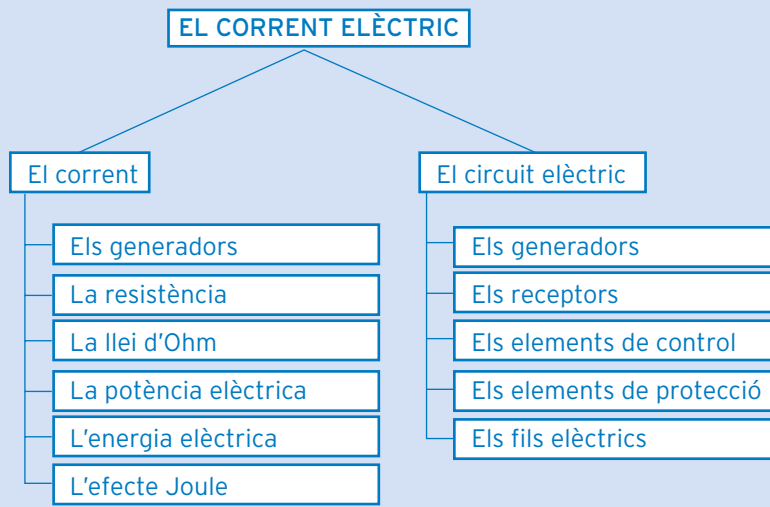 EL CORRENT ELÈCTRIC
El corrent
Els generadors
La resistència
La llei d'Ohm
La potència elèctrica
L'energia elèctrica
L'efecte Joule
El circuit elèctric
Els generadors
Els receptors
Els elements de control
Els elements de protecció
Els fils elèctrics